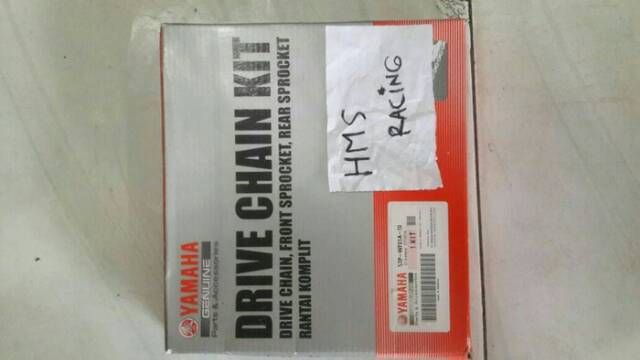 YAMAHA
GENUINE
Parts & Accessories
DRIVE CHAIN KIT
DRIVE CHAIN, FRONT SPROCKET, REAR SPROCKET
RANTAI KOMPLIT
HMS
RACING
YAMAHA
1 KIT